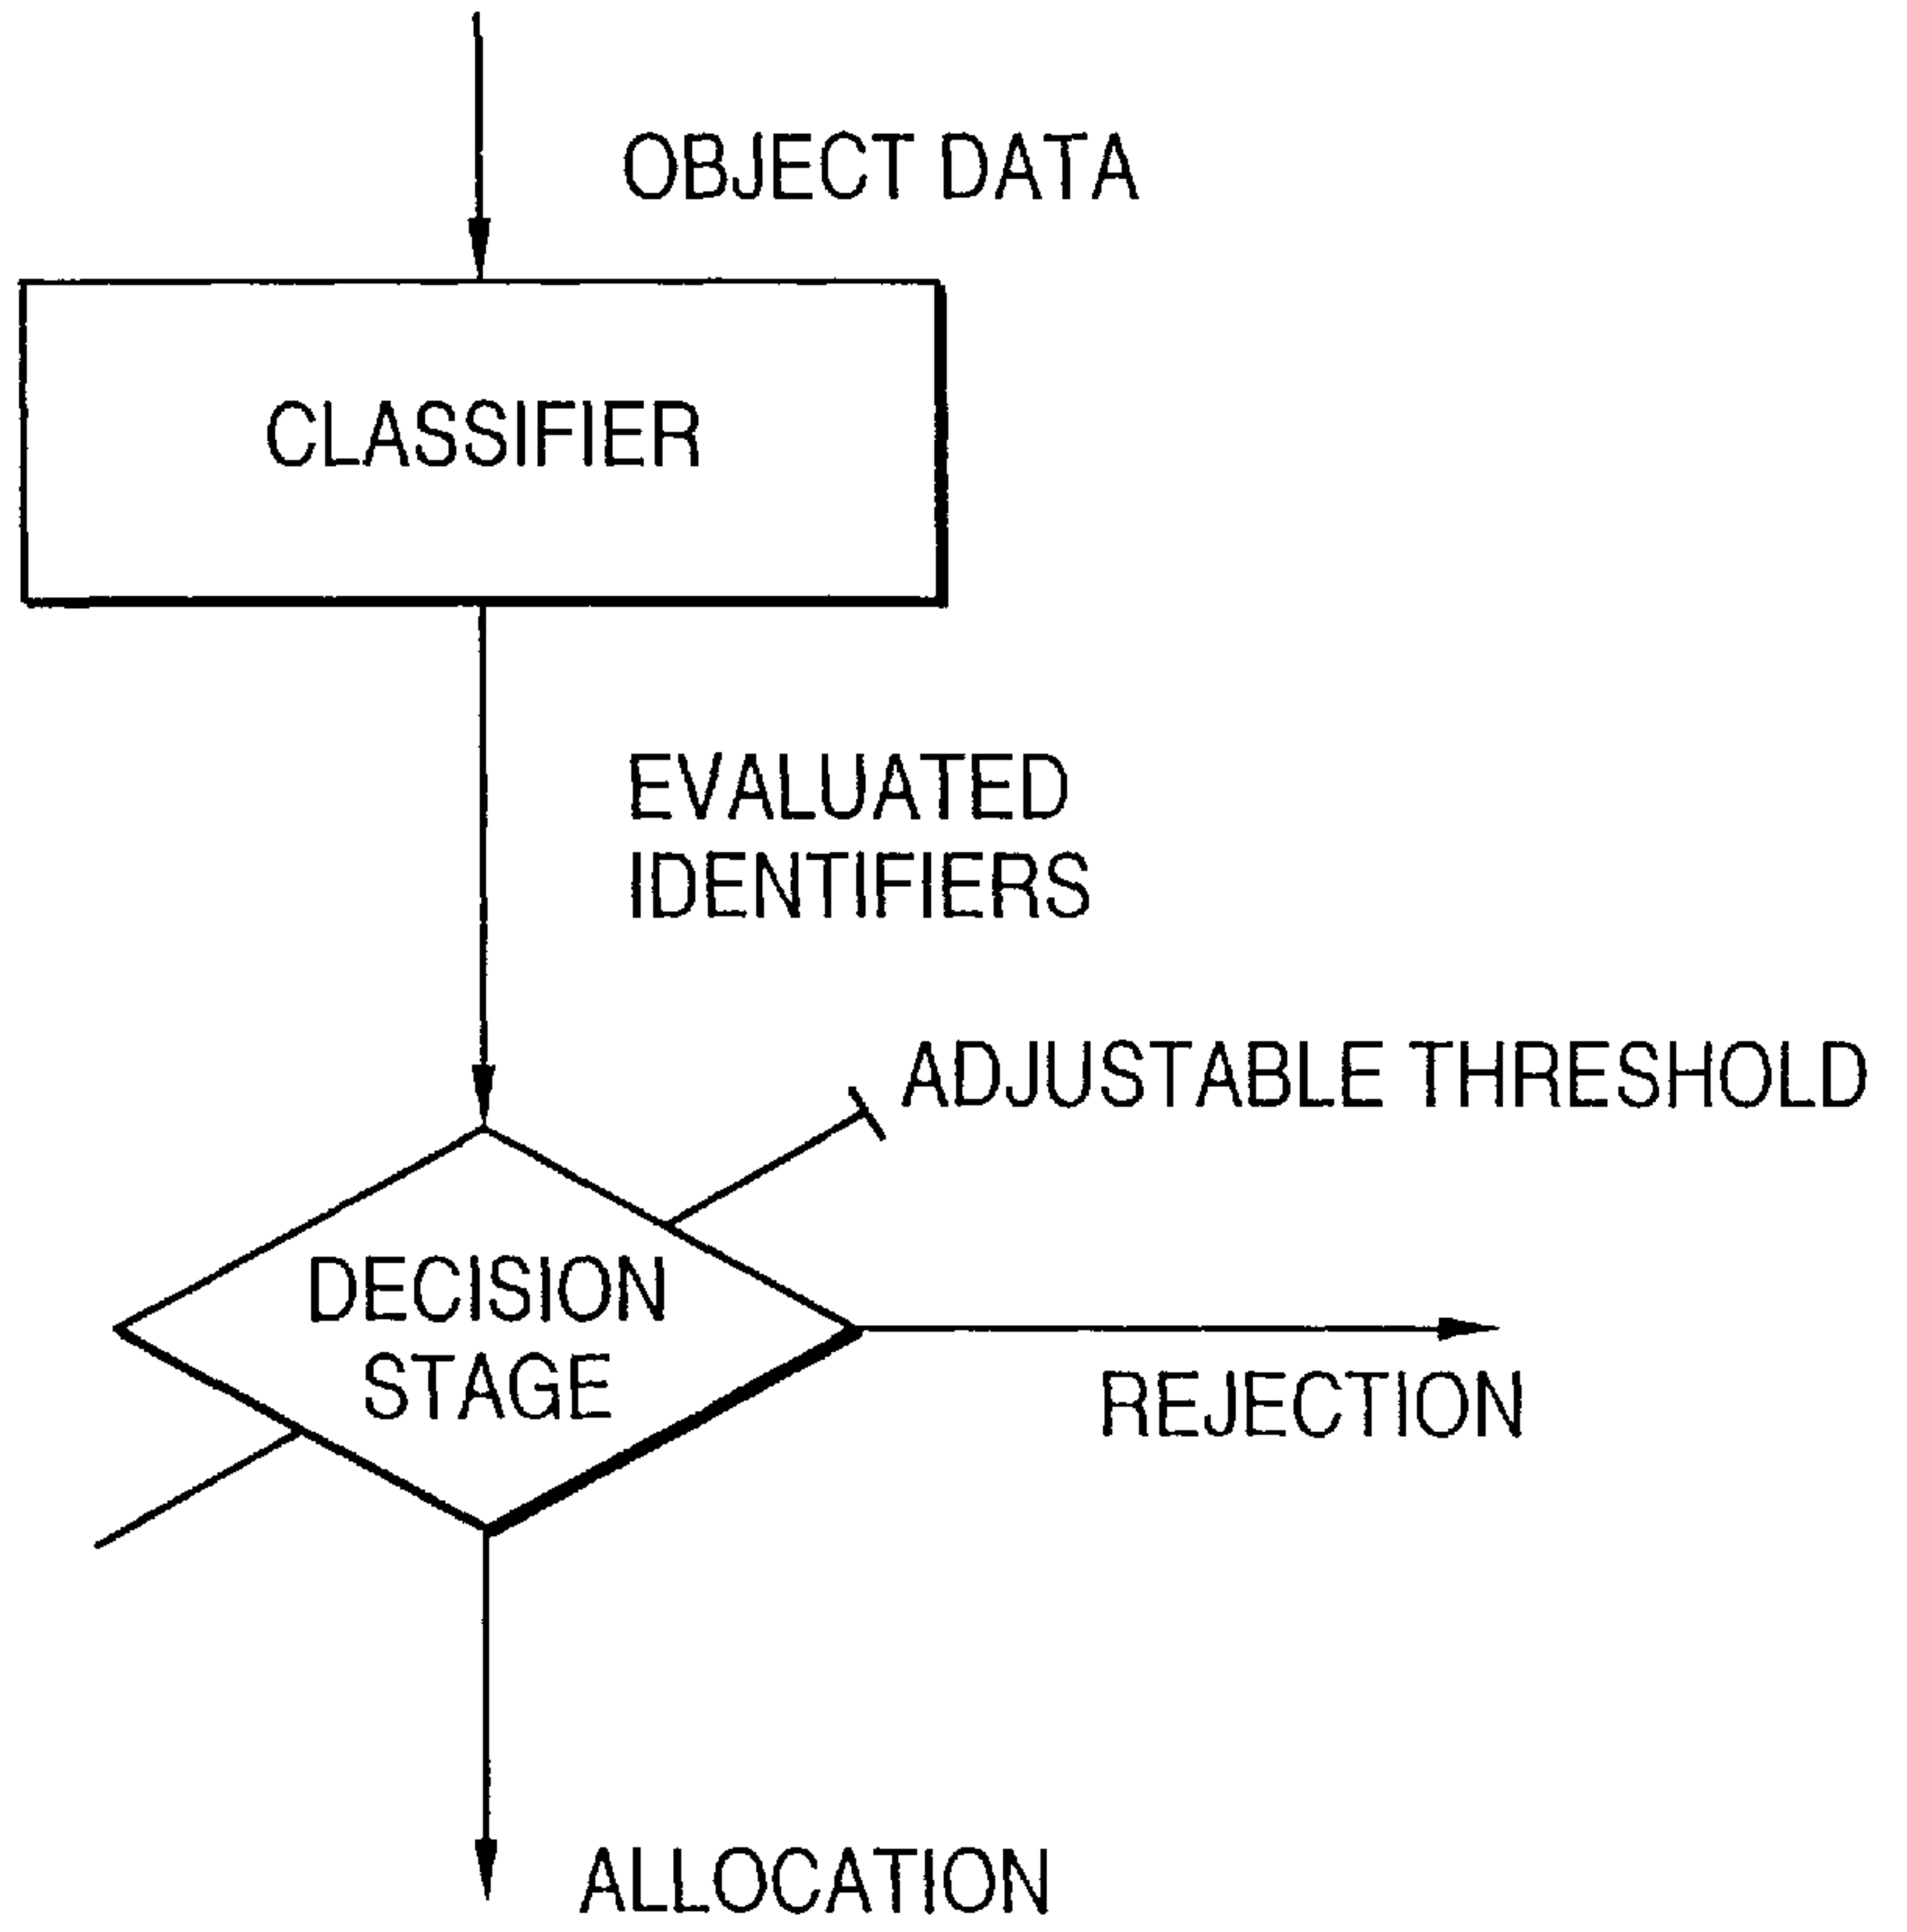 OBJECT DATA
CLASSIFIER
EVALUATED
IDENTIFIERS
ADJUSTABLE THRESHOLD
DECISION
STAGE
REJECTION
ALLOCATION